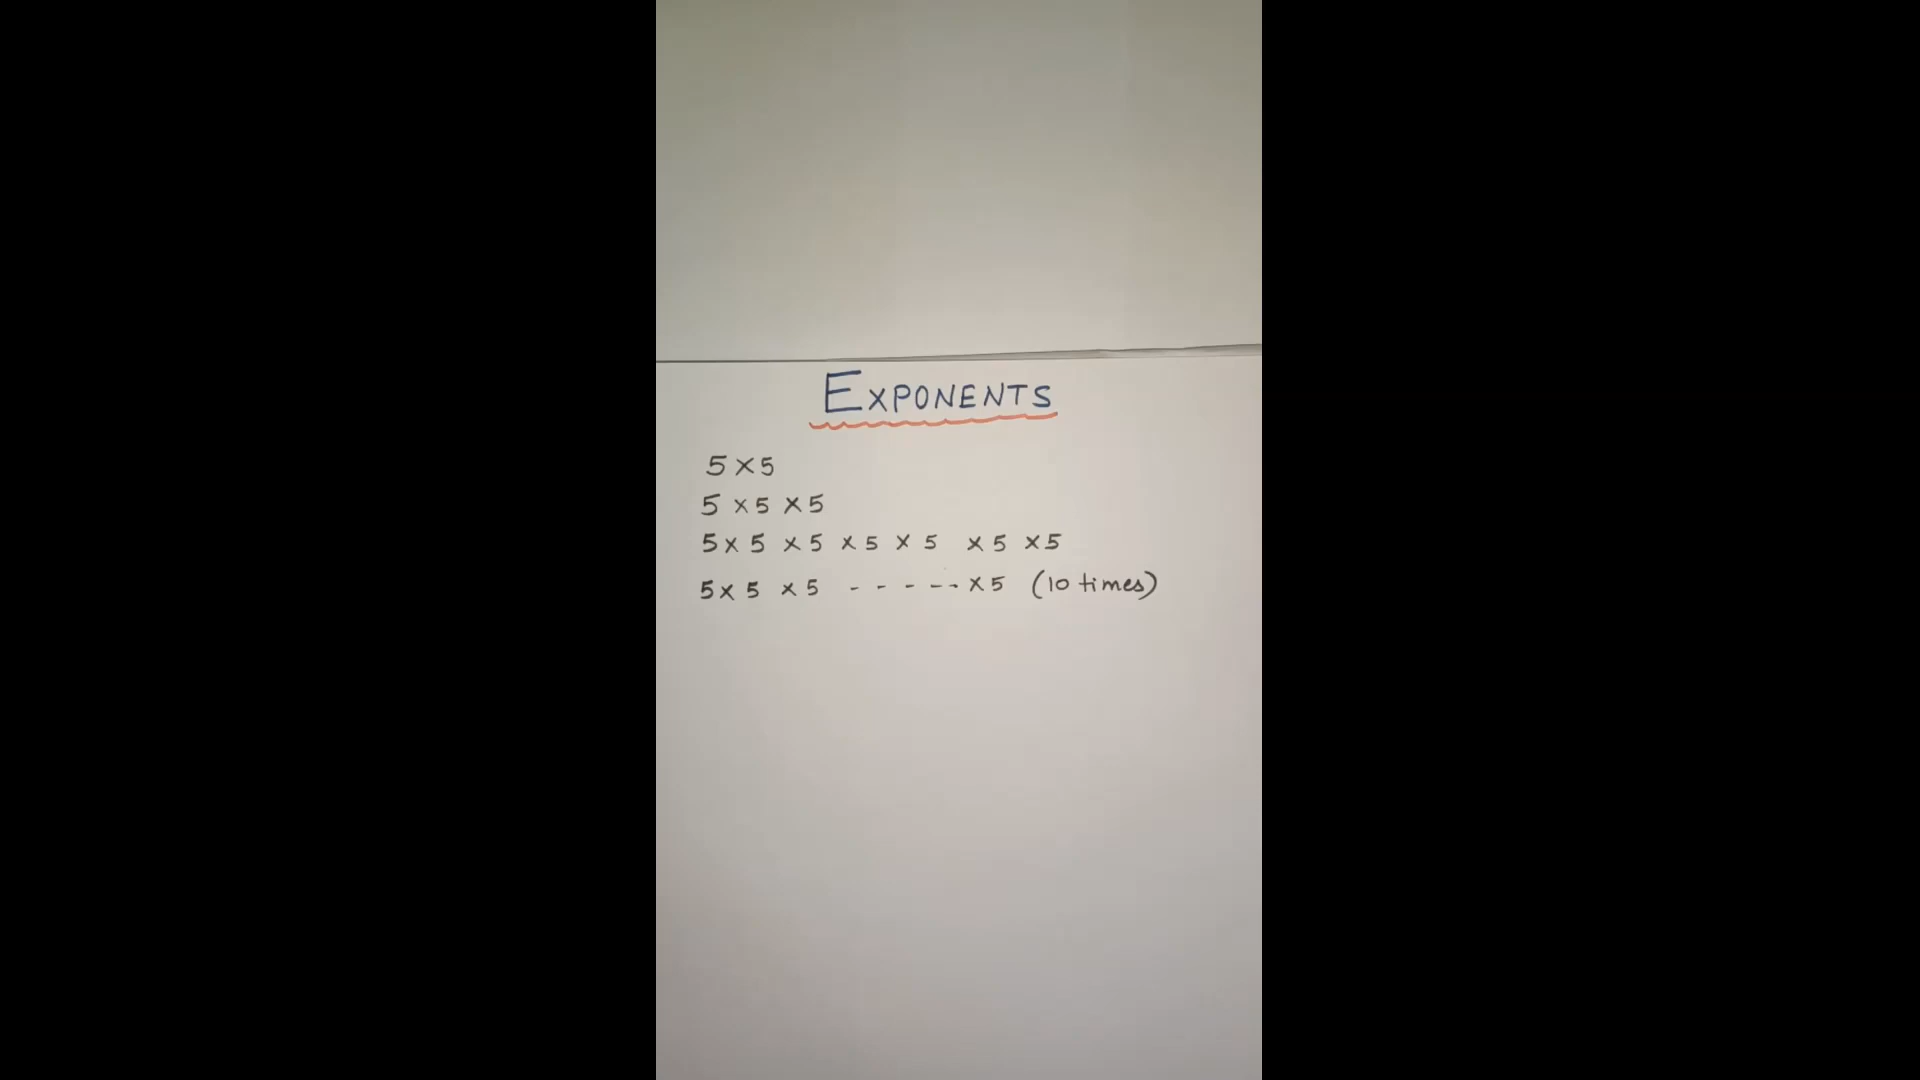 EXPONENTS
5 × 5
5 × 5 × 5
5 × 5 × 5 × 5 × 5 × 5 × 5
5 × 5 × 5 - - - - - × 5 (10 times)